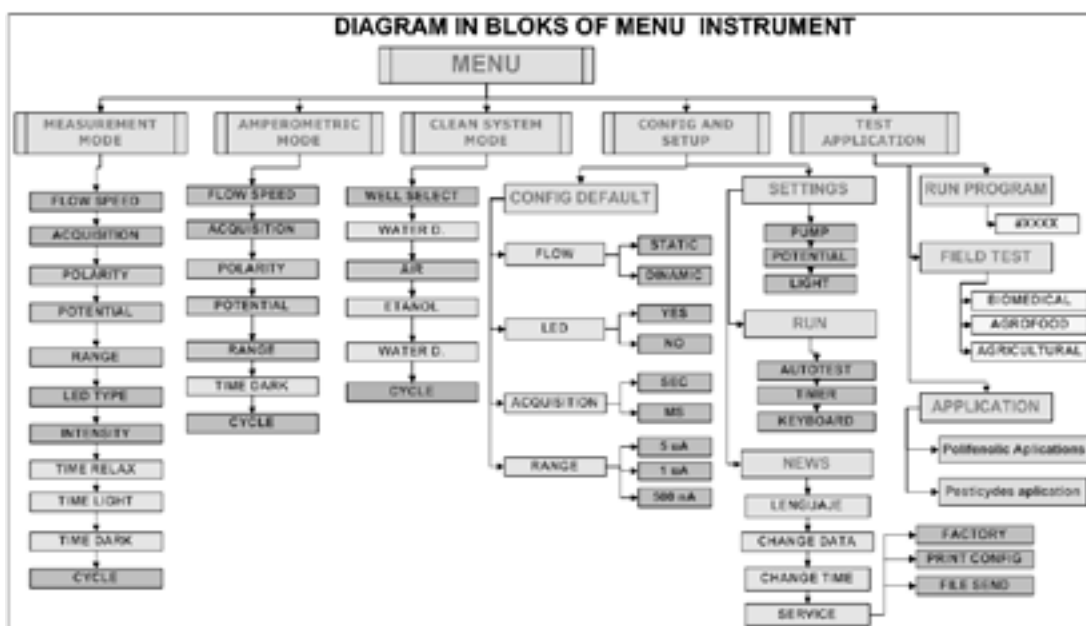 DIAGRAM IN BLOKS OF MENU INSTRUMENT
MENU
MEASUREMENT
MODE
FLOW SPEED
ACQUISITION
POLARITY
POTENTIAL
RANGE
LED TYPE
INTENSITY
TIME RELAX
TIME LIGHT
TIME DARK
CYCLE
AMPEROMETRIC
MODE
FLOW SPEED
ACQUISITION
POLARITY
POTENTIAL
RANGE
TIME DARK
CYCLE
CLEAN SYSTEM
MODE
WELL SELECT
WATER D.
AIR
ETANOL
WATER D.
CYCLE
CONFIG AND
SETUP
CONFIG DEFAULT
FLOW
STATIC
DINAMIC
LED
YES
NO
ACQUISITION
SEG
MS
RANGE
5 uA
1 uA
500 nA
SETTINGS
PUMP
POTENTIAL
LIGHT
RUN
AUTOTEST
TIMER
KEYBOARD
NEWS
LENGUAJE
CHANGE DATA
CHANGE TIME
SERVICE
FACTORY
PRINT CONFIG
FILE SEND
TEST
APPLICATION
RUN PROGRAM
#XXXX
FIELD TEST
BIOMEDICAL
AGROFOOD
AGRICULTURAL
APPLICATION
Polifenolic Aplications
Pesticydes aplication